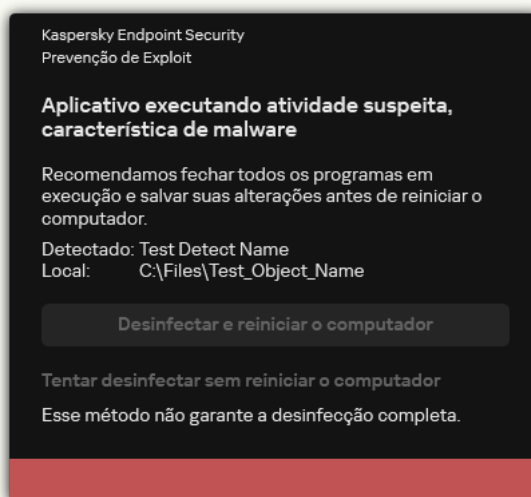 Kaspersky Endpoint Security
Prevenção de Exploit
Aplicativo executando atividade suspeita,
característica de malware
Recomendamos fechar todos os programas em
execução e salvar suas alterações antes de reiniciar o
computador.
Detectado: Test Detect Name
Local: C:\Files\Test_Object_Name
Desinfectar e reiniciar o computador
Tentar desinfectar sem reiniciar o computador
Esse método não garante a desinfecção completa.